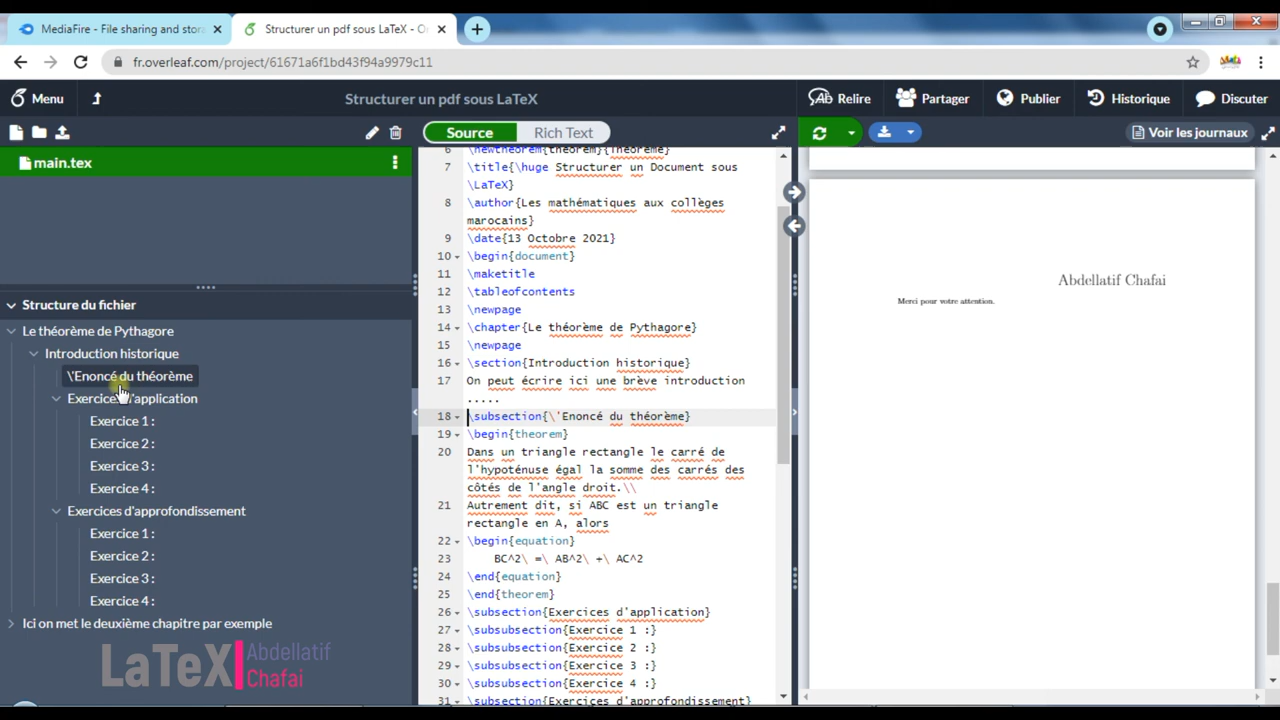 MediaFire - File sharing and stora
Structurer un pdf sous LaTeX - O
fr.overleaf.com/project/61671a6f1bd43f94a9979c11
Menu
Structurer un pdf sous LaTeX
Relire
Partager
Publier
Historique
Discuter
Source
Rich Text
Voir les journaux
main.tex
Structure du fichier
Le théorème de Pythagore
Introduction historique
\'Enoncé du théorème
Exercices d'application
Exercice 1 :
Exercice 2 :
Exercice 3 :
Exercice 4 :
Exercices d'approfondissement
Exercice 1 :
Exercice 2 :
Exercice 3 :
Exercice 4 :
Ici on met le deuxième chapitre par exemple
LaTeX
Abdellatif
Chafai
6 \newtheorem{theorem}{Théorème}
7 \title{\huge Structurer un Document sous
\LaTeX}
8 \author{Les mathématiques aux collèges
marocains}
9 \date{13 Octobre 2021}
10 \begin{document}
11 \maketitle
12 \tableofcontents
13 \newpage
14 \chapter{Le théorème de Pythagore}
15 \newpage
16 \section{Introduction historique}
17 On peut écrire ici une brève introduction
.....
18 \subsection{\'Enoncé du théorème}
19 \begin{theorem}
20 Dans un triangle rectangle le carré de
l'hypoténuse égal la somme des carrés des
côtés de l'angle droit.\\
21 Autrement dit, si ABC est un triangle
rectangle en A, alors
22 \begin{equation}
23 BC^2\ =\ AB^2\ +\ AC^2
24 \end{equation}
25 \end{theorem}
26 \subsection{Exercices d'application}
27 \subsubsection{Exercice 1 :}
28 \subsubsection{Exercice 2 :}
29 \subsubsection{Exercice 3 :}
30 \subsubsection{Exercice 4 :}
31 \subsection{Exercices d'approfondissement}
Abdellatif Chafai
Merci pour votre attention.